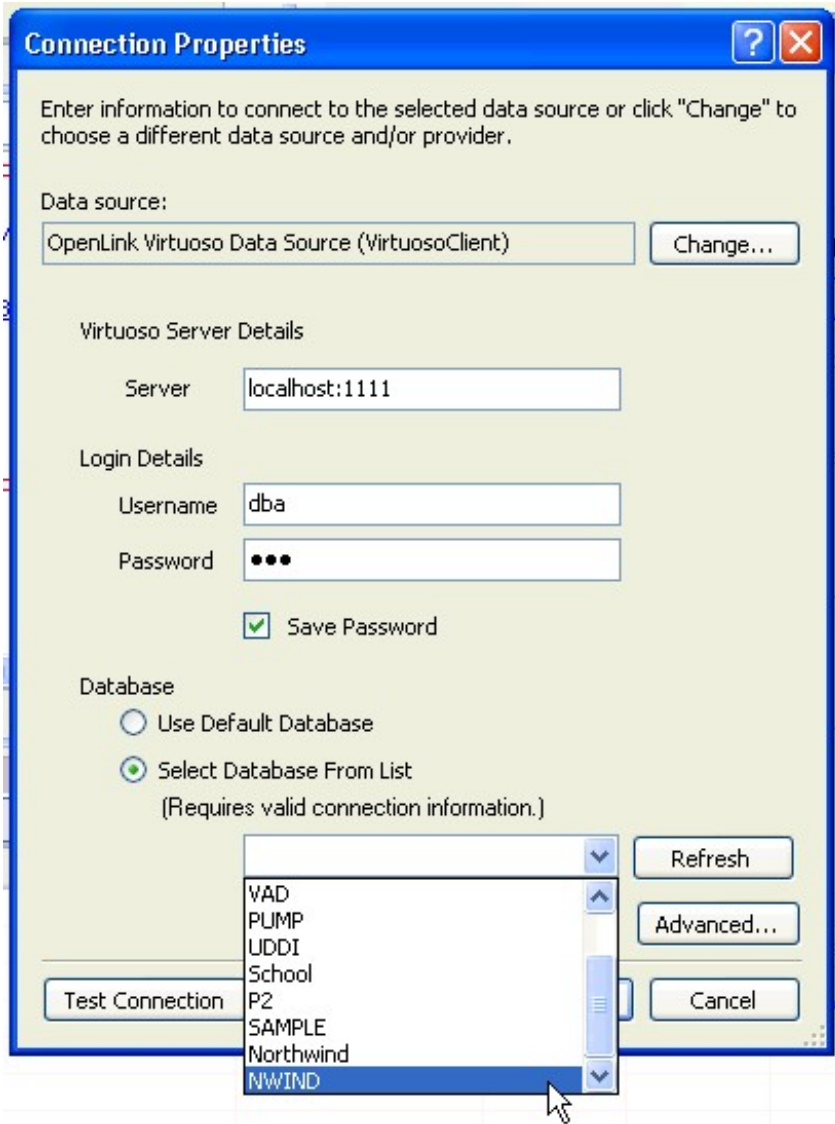 Connection Properties
Enter information to connect to the selected data source or click "Change" to
choose a different data source and/or provider.
Data source:
OpenLink Virtuoso Data Source (VirtuosoClient)
Change...
Virtuoso Server Details
Server
localhost:1111
Login Details
Username
dba
Password
●●●
Save Password
Database
Use Default Database
Select Database From List
(Requires valid connection information.)
Refresh
VAD
PUMP
UDDI
School
P2
SAMPLE
Northwind
NWIND
Advanced...
Test Connection
Cancel